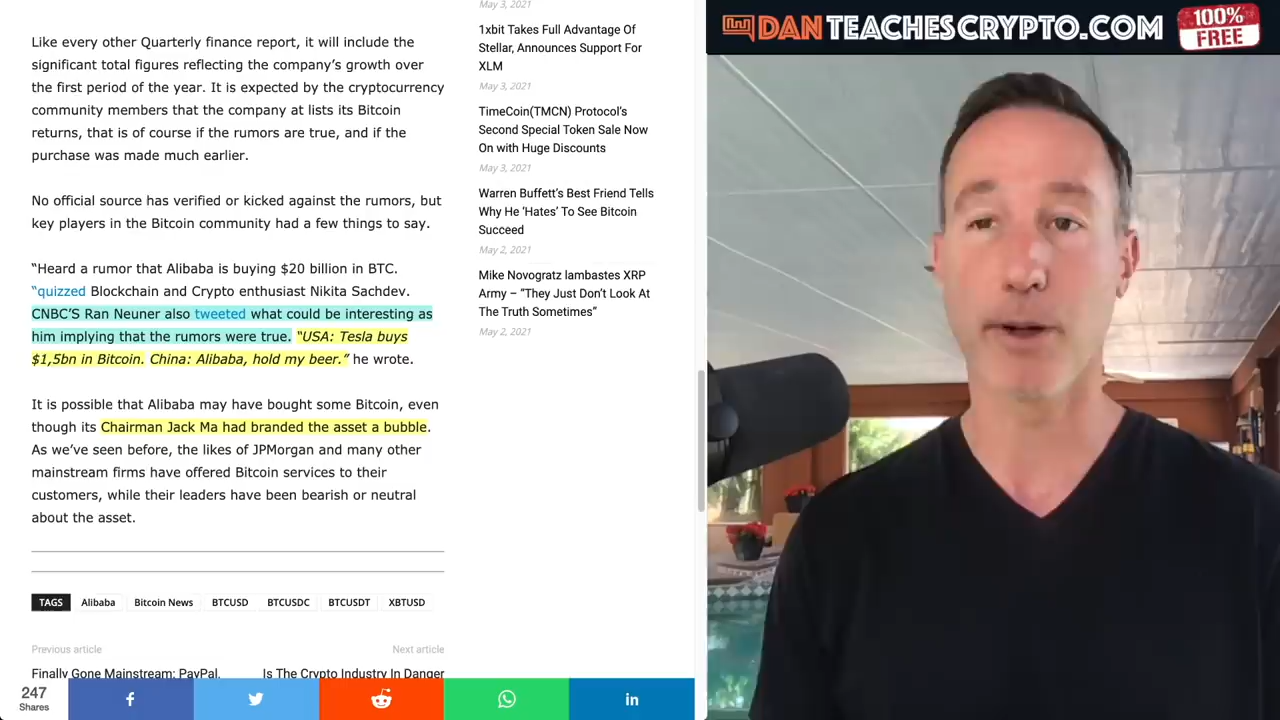 Like every other Quarterly finance report, it will include the
significant total figures reflecting the company’s growth over
the first period of the year. It is expected by the cryptocurrency
community members that the company at lists its Bitcoin
returns, that is of course if the rumors are true, and if the
purchase was made much earlier.
No official source has verified or kicked against the rumors, but
key players in the Bitcoin community had a few things to say.
“Heard a rumor that Alibaba is buying $20 billion in BTC.
“quizzed Blockchain and Crypto enthusiast Nikita Sachdev.
CNBC’S Ran Neuner also tweeted what could be interesting as
him implying that the rumors were true. “USA: Tesla buys
$1,5bn in Bitcoin. China: Alibaba, hold my beer.” he wrote.
It is possible that Alibaba may have bought some Bitcoin, even
though its Chairman Jack Ma had branded the asset a bubble.
As we’ve seen before, the likes of JPMorgan and many other
mainstream firms have offered Bitcoin services to their
customers, while their leaders have been bearish or neutral
about the asset.
TAGS Alibaba Bitcoin News BTCUSD BTCUSDC BTCUSDT XBTUSD
Previous article Next article
Finally Gone Mainstream: PayPal, Is The Crypto Industry In Danger
247
Shares
May 3, 2021
1xbit Takes Full Advantage Of
Stellar, Announces Support For
XLM
May 3, 2021
TimeCoin(TMCN) Protocol’s
Second Special Token Sale Now
On with Huge Discounts
May 3, 2021
Warren Buffett’s Best Friend Tells
Why He ‘Hates’ To See Bitcoin
Succeed
May 2, 2021
Mike Novogratz lambastes XRP
Army – “They Just Don’t Look At
The Truth Sometimes”
May 2, 2021
DANTEACHESCRYPTO.COM
100%
FREE